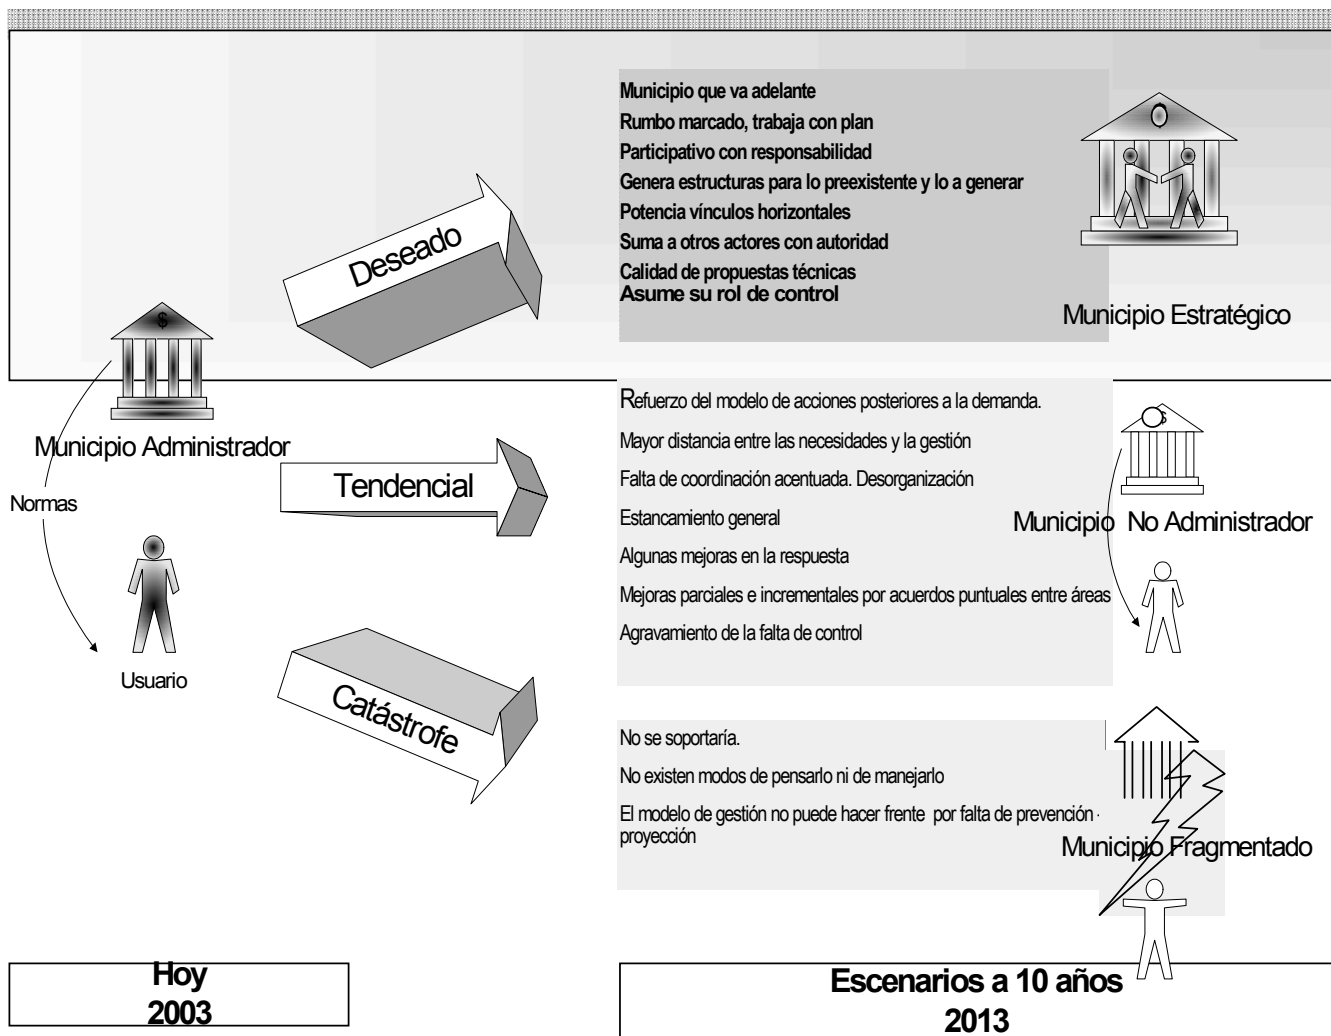 Municipio que va adelante
Rumbo marcado, trabaja con plan
Participativo con responsabilidad
Genera estructuras para lo preexistente y lo a generar
Potencia vínculos horizontales
Suma a otros actores con autoridad
Calidad de propuestas técnicas
Asume su rol de control
Municipio Estratégico
Deseado
$
Municipio Administrador
Normas
Usuario
Tendencial
Refuerzo del modelo de acciones posteriores a la demanda.
Mayor distancia entre las necesidades y la gestión
Falta de coordinación acentuada. Desorganización
Estancamiento general
Algunas mejoras en la respuesta
Mejoras parciales e incrementales por acuerdos puntuales entre áreas
Agravamiento de la falta de control
Municipio No Administrador
Catástrofe
No se soportaría.
No existen modos de pensarlo ni de manejarlo
El modelo de gestión no puede hacer frente por falta de prevención -
proyección
Municipio Fragmentado
Hoy
2003
Escenarios a 10 años
2013